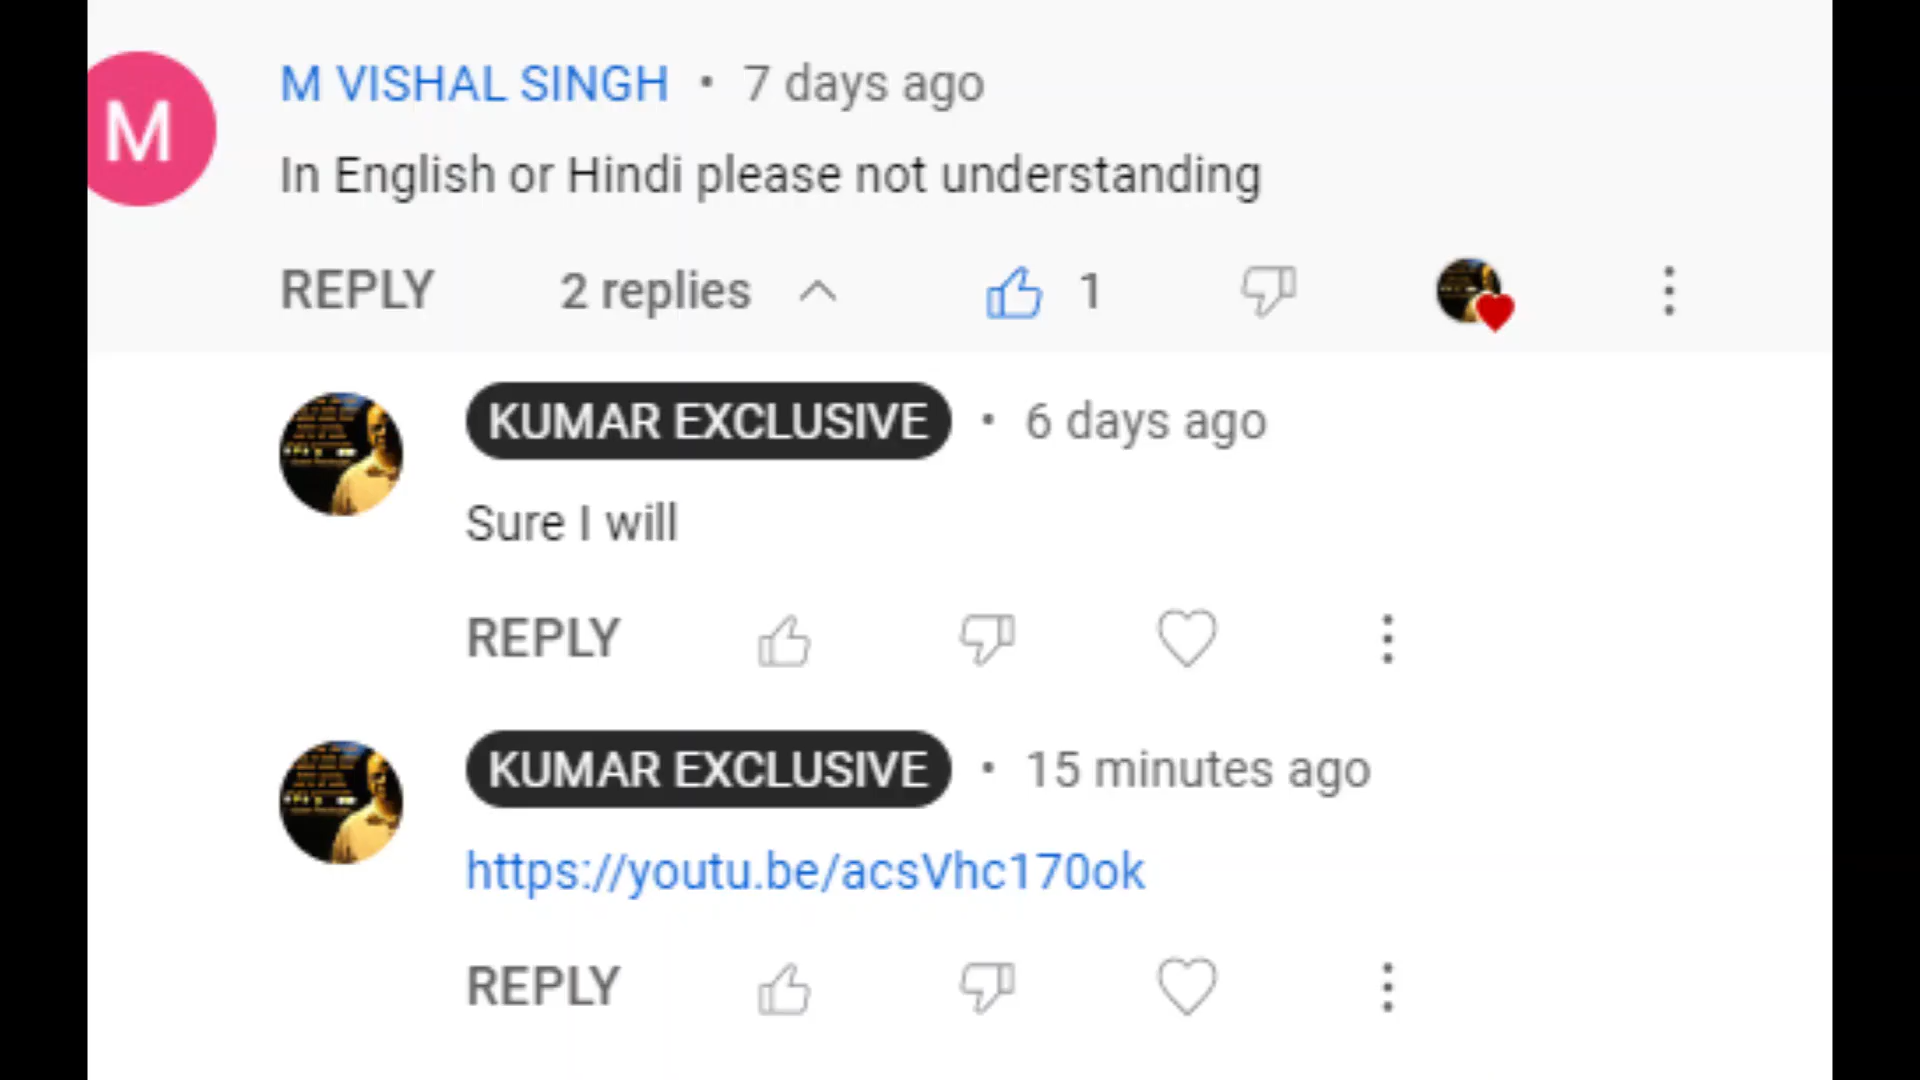 M
M VISHAL SINGH • 7 days ago
In English or Hindi please not understanding
REPLY 2 replies 1
KUMAR EXCLUSIVE • 6 days ago
Sure I will
REPLY
KUMAR EXCLUSIVE • 15 minutes ago
https://youtu.be/acsVhc170ok
REPLY